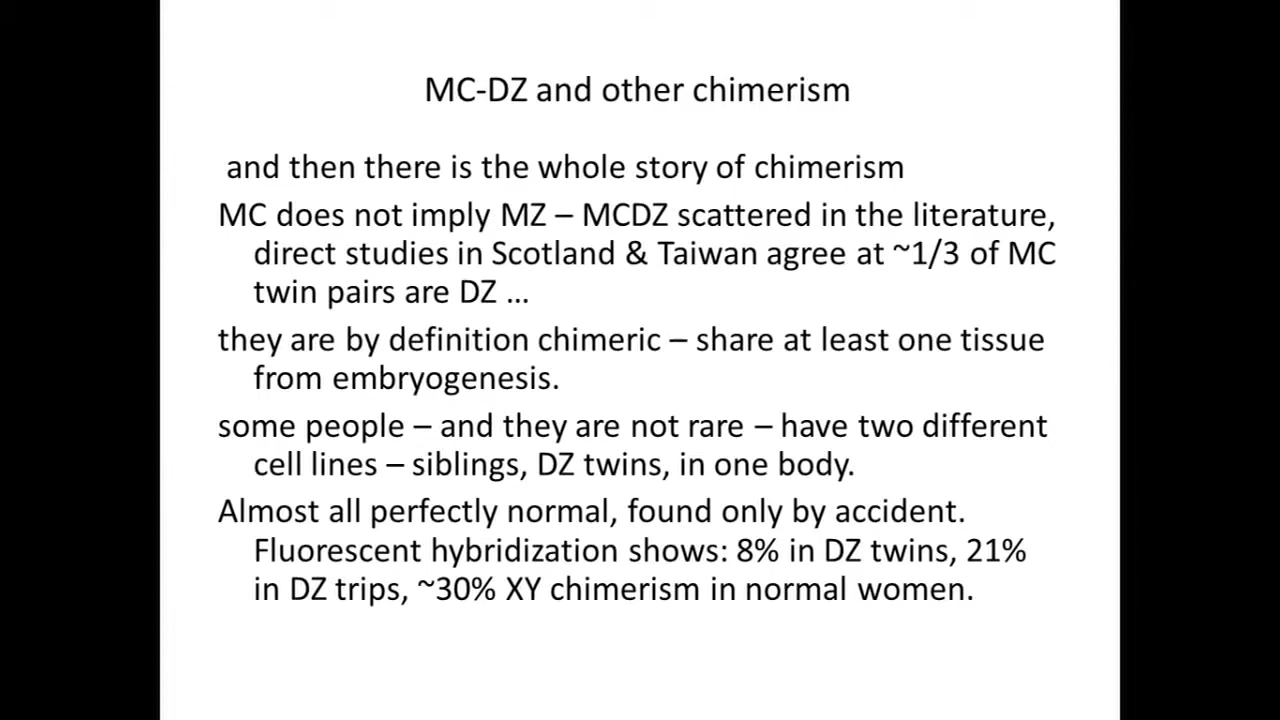 MC-DZ and other chimerism
and then there is the whole story of chimerism
MC does not imply MZ – MCDZ scattered in the literature,
direct studies in Scotland & Taiwan agree at ~1/3 of MC
twin pairs are DZ ...
they are by definition chimeric – share at least one tissue
from embryogenesis.
some people – and they are not rare – have two different
cell lines – siblings, DZ twins, in one body.
Almost all perfectly normal, found only by accident.
Fluorescent hybridization shows: 8% in DZ twins, 21%
in DZ trips, ~30% XY chimerism in normal women.